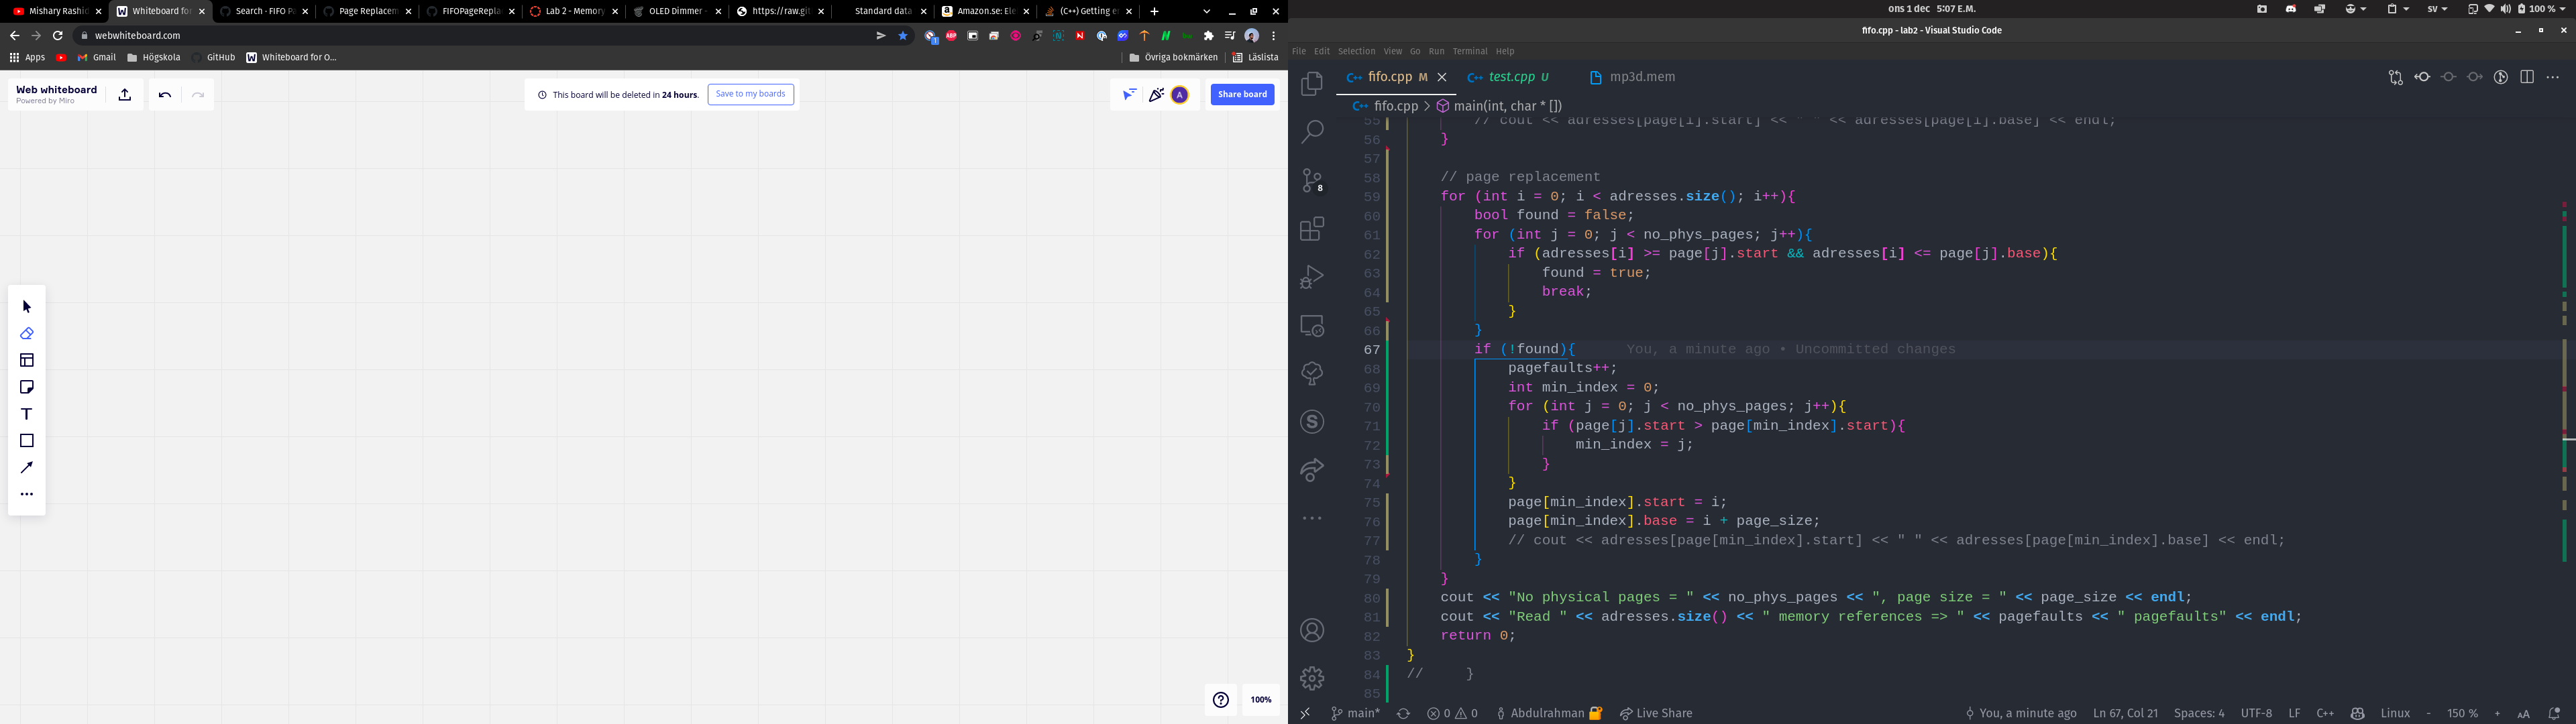 Mishary Rashid
Whiteboard for
Search · FIFO Pa
Page Replacem
FIFOPageRepla
Lab 2 - Memory
OLED Dimmer -
https://raw.git
Standard data
Amazon.se: Ele
(C++) Getting e
webwhiteboard.com
Apps
Gmail
Högskola
GitHub
Whiteboard for O...
Övriga bokmärken
Läslista
Web whiteboard
Powered by Miro
This board will be deleted in 24 hours.
Save to my boards
A
Share board
100%
ons 1 dec 5:07 E.M.
sv
100 %
fifo.cpp - lab2 - Visual Studio Code
File Edit Selection View Go Run Terminal Help
fifo.cpp M
test.cpp U
mp3d.mem
fifo.cpp > main(int, char * [])
8
55 // cout << adresses[page[i].start] << " " << adresses[page[i].base] << endl;
56 }
57
58 // page replacement
59 for (int i = 0; i < adresses.size(); i++){
60 bool found = false;
61 for (int j = 0; j < no_phys_pages; j++){
62 if (adresses[i] >= page[j].start && adresses[i] <= page[j].base){
63 found = true;
64 break;
65 }
66 }
67 if (!found){ You, a minute ago • Uncommitted changes
68 pagefaults++;
69 int min_index = 0;
70 for (int j = 0; j < no_phys_pages; j++){
71 if (page[j].start > page[min_index].start){
72 min_index = j;
73 }
74 }
75 page[min_index].start = i;
76 page[min_index].base = i + page_size;
77 // cout << adresses[page[min_index].start] << " " << adresses[page[min_index].base] << endl;
78 }
79 }
80 cout << "No physical pages = " << no_phys_pages << ", page size = " << page_size << endl;
81 cout << "Read " << adresses.size() << " memory references => " << pagefaults << " pagefaults" << endl;
82 return 0;
83 }
84 // }
85
main*
0 0
Abdulrahman
Live Share
You, a minute ago
Ln 67, Col 21
Spaces: 4
UTF-8
LF
C++
Linux
- 150 % +